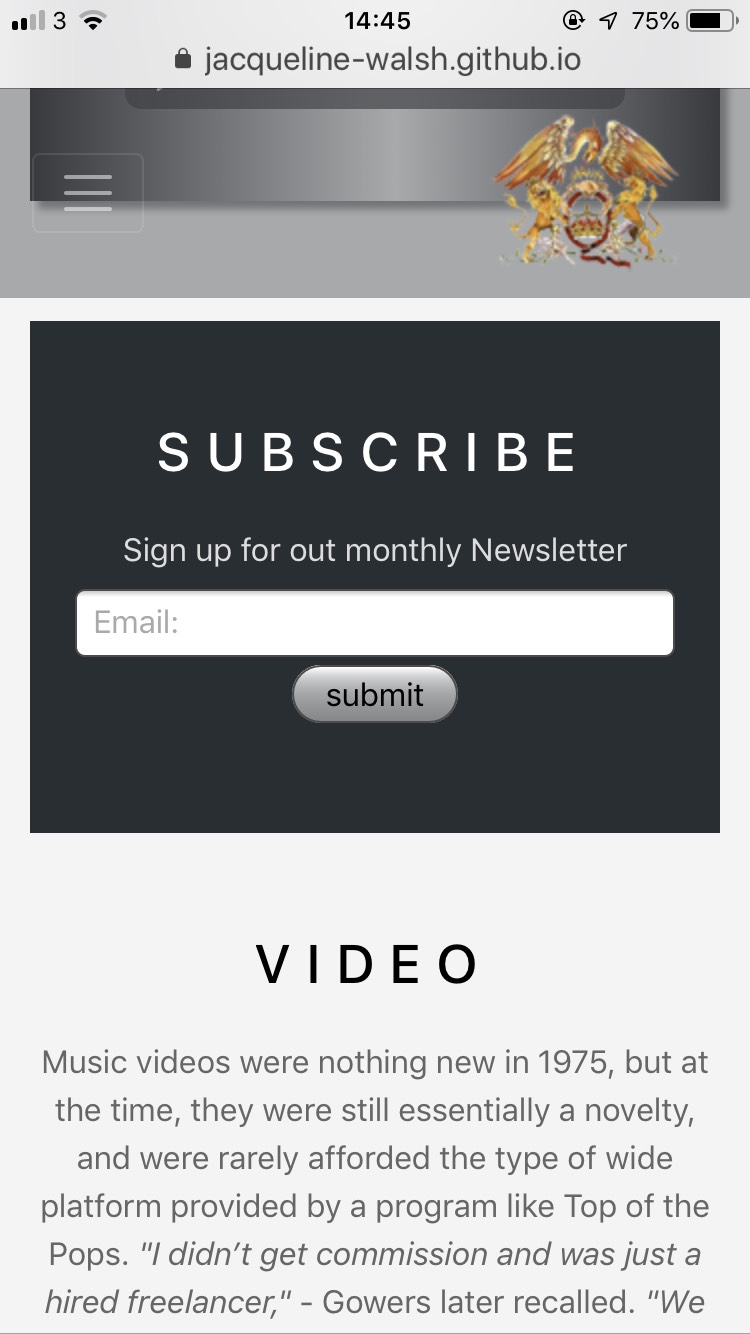 3 14:45 75%
jacqueline-walsh.github.io
SUBSCRIBE
Sign up for out monthly Newsletter
Email:
submit
VIDEO
Music videos were nothing new in 1975, but at
the time, they were still essentially a novelty,
and were rarely afforded the type of wide
platform provided by a program like Top of the
Pops. "I didn’t get commission and was just a
hired freelancer," - Gowers later recalled. "We